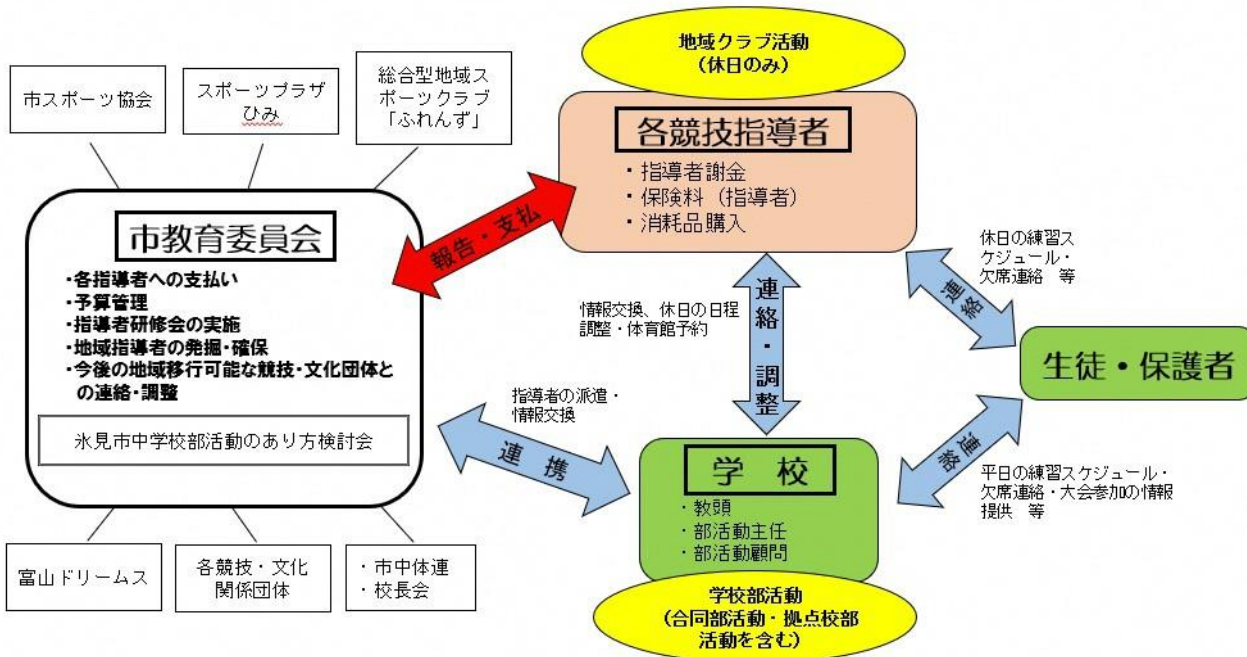 地域クラブ活動
(休日のみ)
市スポーツ協会
スポーツプラザ
ひみ
総合型地域ス
ポーツクラブ
「ふれんず」
各競技指導者
・指導者謝金
・保険料（指導者）
・消耗品購入
市教育委員会
・各指導者への支払い
・予算管理
・指導者研修会の実施
・地域指導者の発掘・確保
・今後の地域移行可能な競技・文化団体と
の連絡・調整
氷見市中学校部活動のあり方検討会
報告・支払
情報交換、休日の日程
調整・体育館予約
連絡・調整
休日の練習ス
ケジュール・
欠席連絡　等
連絡
生徒・保護者
指導者の派遣・
情報交換
連携
学校
・教頭
・部活動主任
・部活動顧問
連絡
平日の練習スケジュール・
欠席連絡・大会参加の情報
提供　等
富山ドリームス
各競技・文化
関係団体
・市中体連
・校長会
学校部活動
(合同部活動・拠点校部
活動を含む)